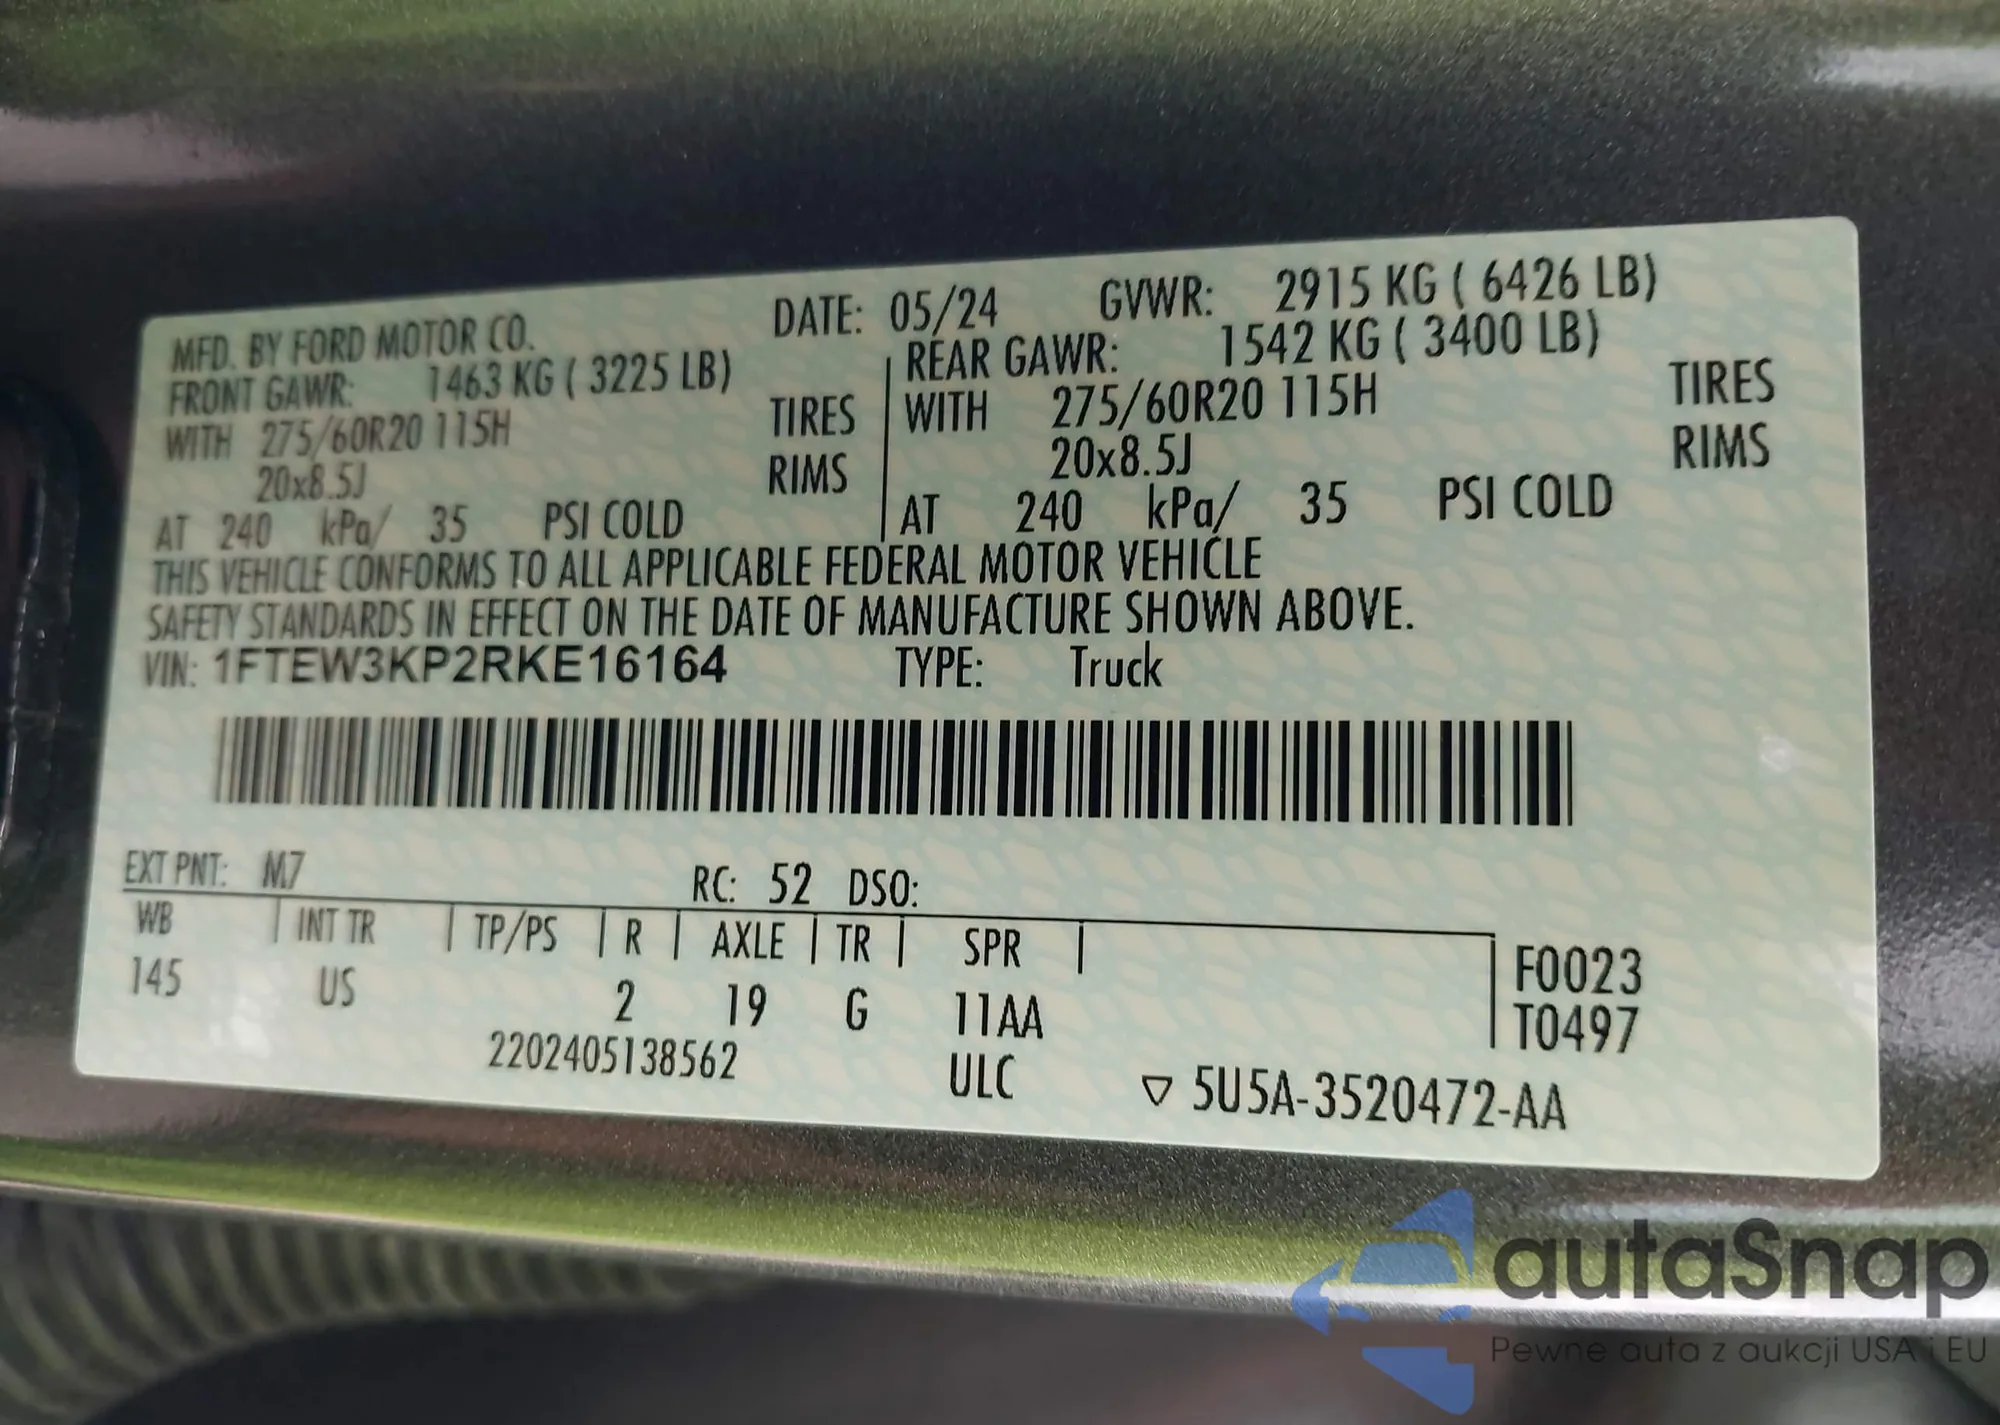 MFD. BY FORD MOTOR CO. DATE: 05/24 GVWR: 2915 KG ( 6426 LB)
FRONT GAWR: 1463 KG ( 3225 LB) REAR GAWR: 1542 KG ( 3400 LB)
WITH 275/60R20 115H TIRES WITH 275/60R20 115H TIRES
20x8.5J RIMS 20x8.5J RIMS
AT 240 kPa/ 35 PSI COLD AT 240 kPa/ 35 PSI COLD
THIS VEHICLE CONFORMS TO ALL APPLICABLE FEDERAL MOTOR VEHICLE
SAFETY STANDARDS IN EFFECT ON THE DATE OF MANUFACTURE SHOWN ABOVE.
VIN: 1FTEW3KP2RKE16164 TYPE: Truck
EXT PNT: M7 RC: 52 DSO:
WB INT TR TP/PS R AXLE TR SPR F0023
145 US 2 19 G 11AA T0497
2202405138562 ULC ▽ 5U5A-3520472-AA
autaSnap
Pewne auta z aukcji USA i EU